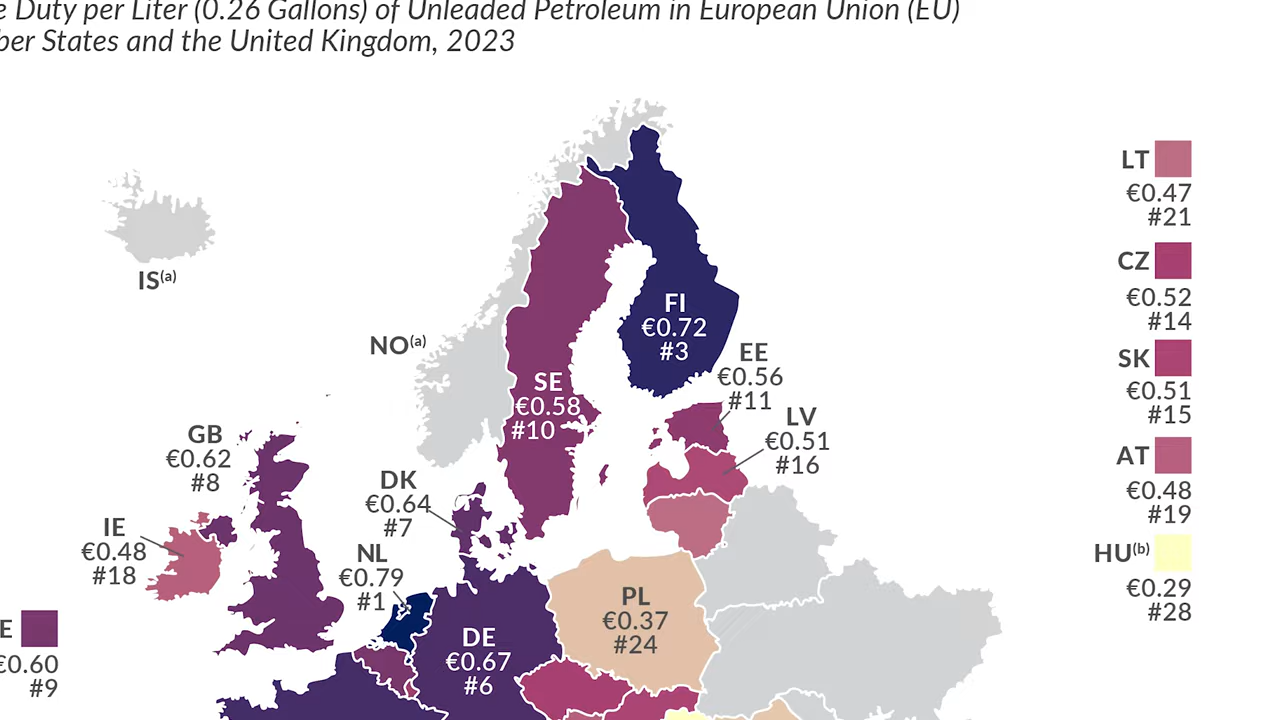 Duty per Liter (0.26 Gallons) of Unleaded Petroleum in European Union (EU)
States and the United Kingdom, 2023
IS(a)
NO(a)
FI
€0.72
#3
SE
€0.58
#10
EE
€0.56
#11
LV
€0.51
#16
GB
€0.62
#8
DK
€0.64
#7
IE
€0.48
#18
NL
€0.79
#1
DE
€0.67
#6
PL
€0.37
#24
E
€0.60
#9
LT
€0.47
#21
CZ
€0.52
#14
SK
€0.51
#15
AT
€0.48
#19
HU(b)
€0.29
#28